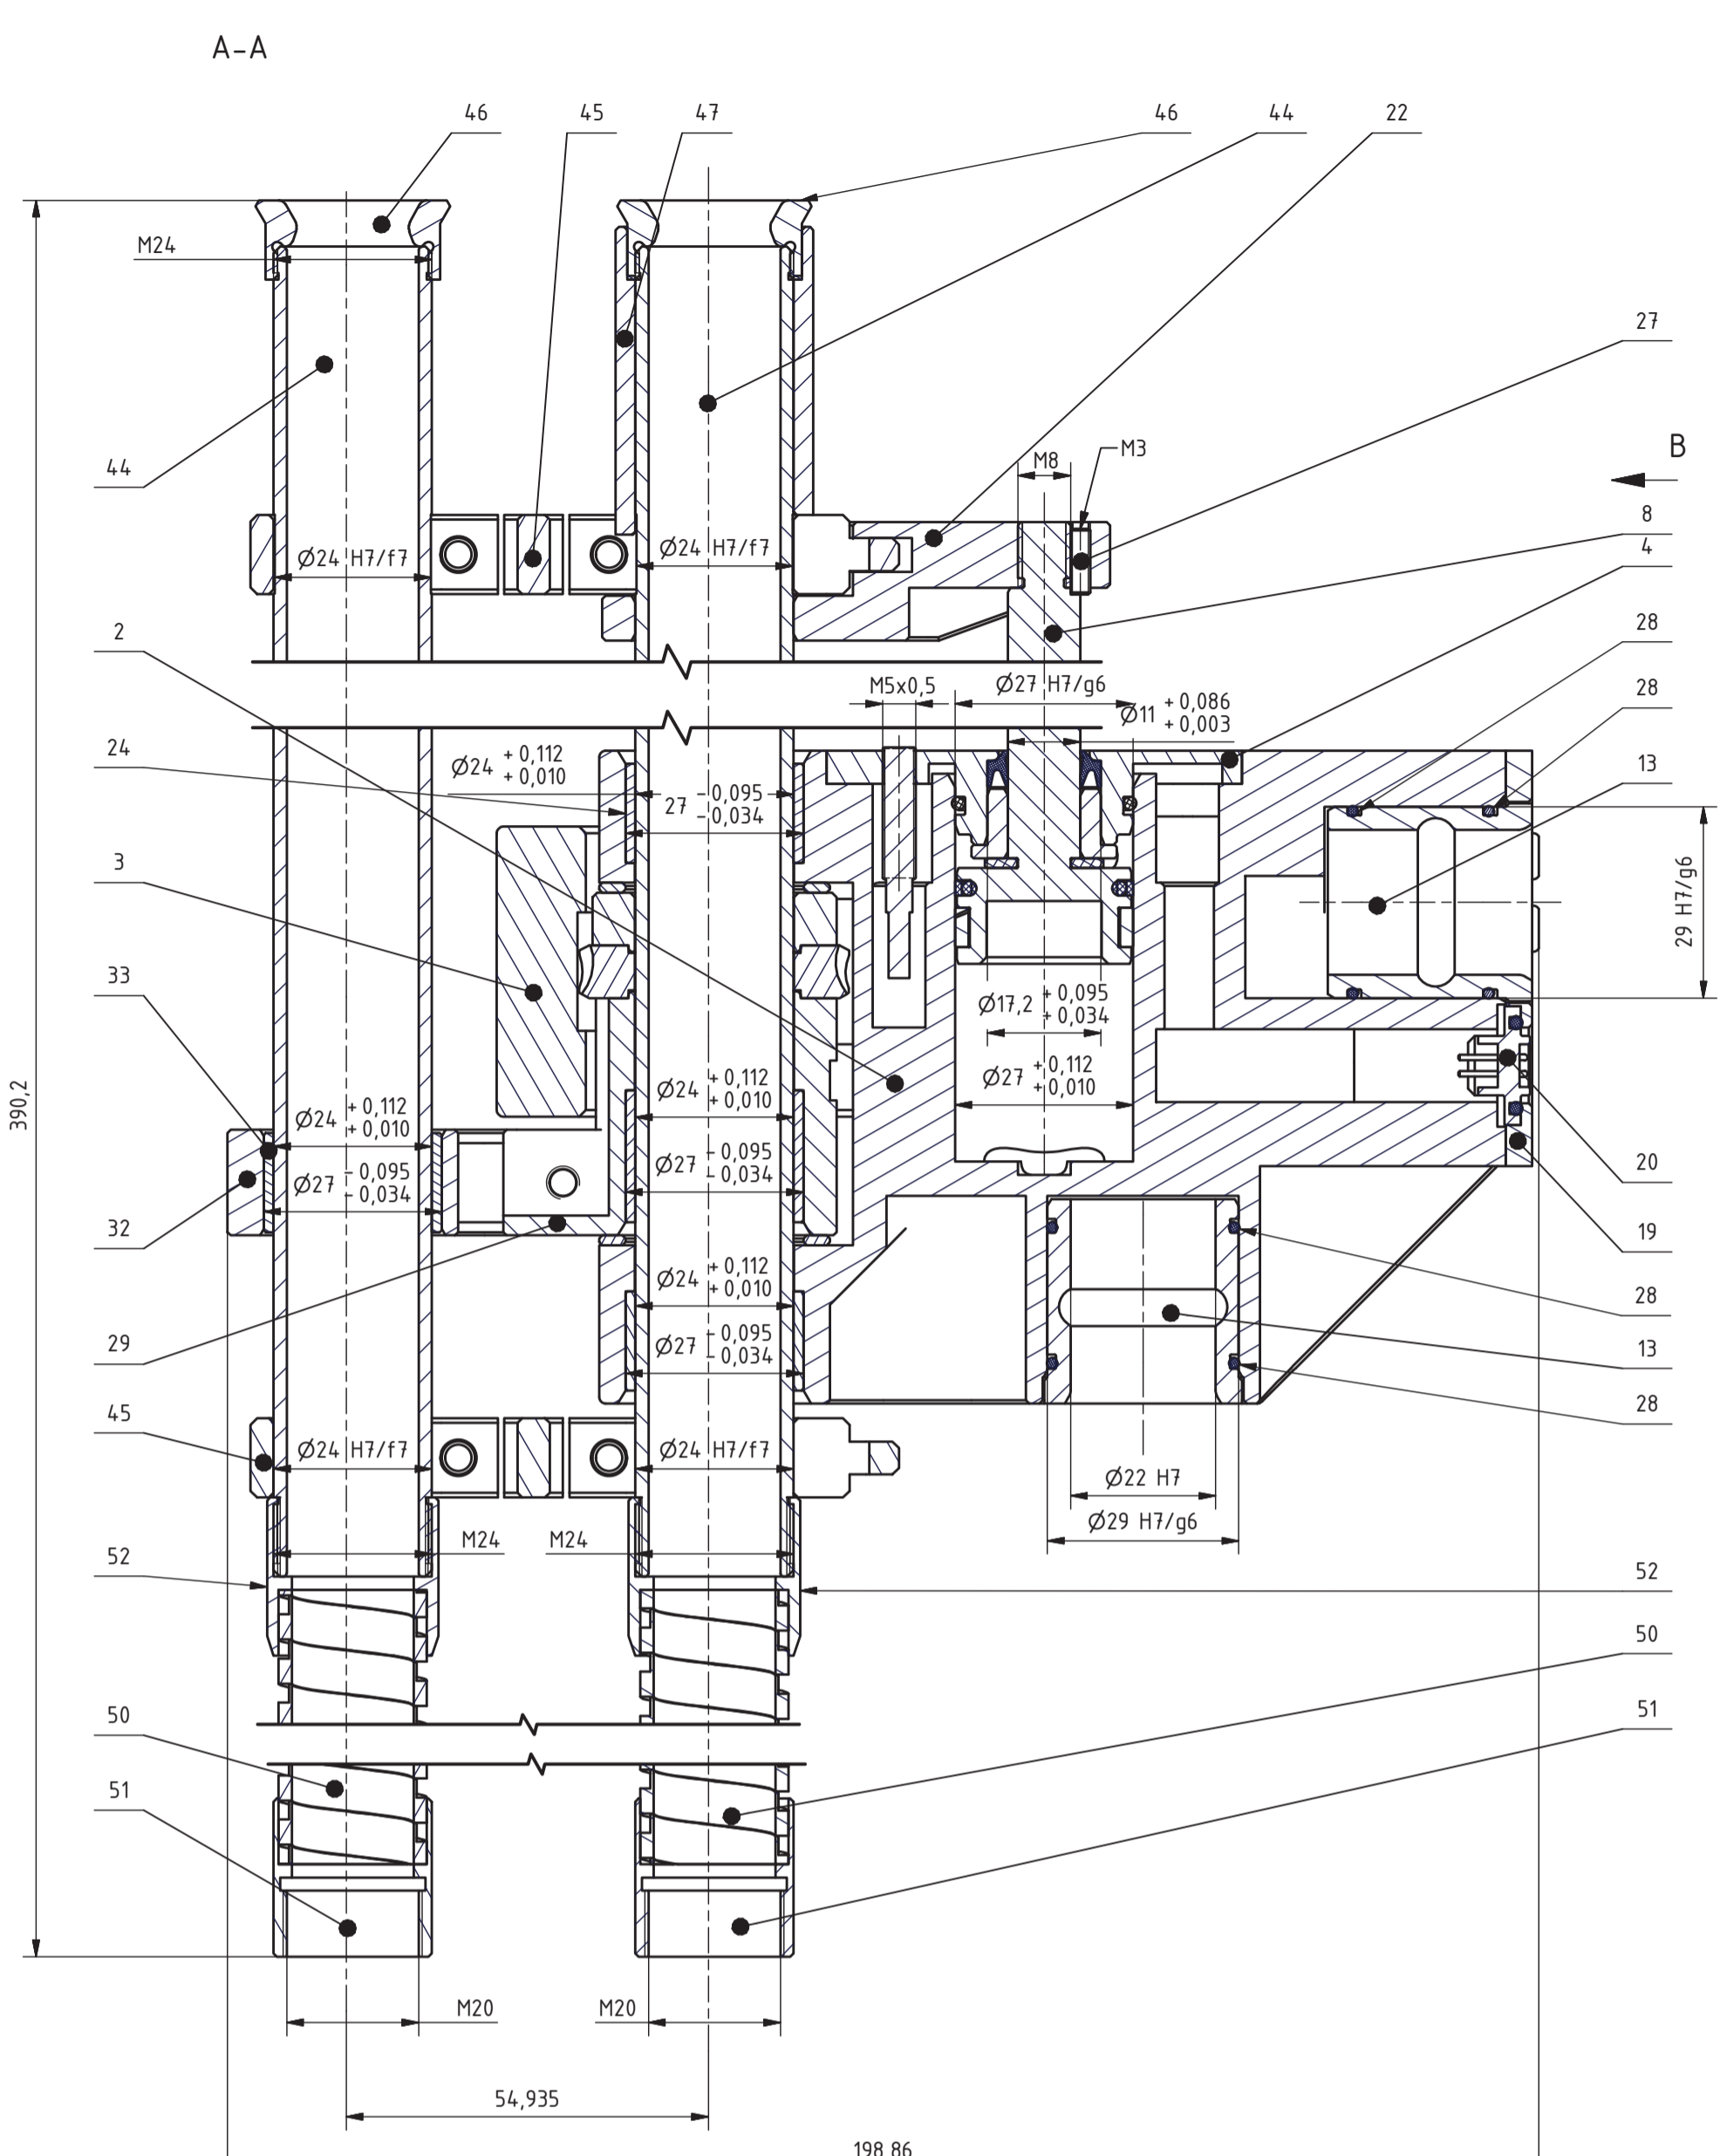 A-A
46
45
47
46
44
22
M24
27
B
44
M8
M3
8
Ø24 H7/f7
Ø24 H7/f7
4
2
28
M5x0,5
Ø27 H7/g6
28
Ø11 + 0,086 + 0,003
24
Ø24 + 0,112 + 0,010
13
27 - 0,095 - 0,034
3
29 H7/g6
33
Ø17,2 + 0,095 + 0,034
Ø27 + 0,112 + 0,010
Ø24 + 0,112 + 0,010
390,2
Ø24 + 0,112 + 0,010
Ø27 - 0,095 - 0,034
Ø27 - 0,095 - 0,034
20
32
19
Ø24 + 0,112 + 0,010
28
29
Ø27 - 0,095 - 0,034
13
28
45
Ø24 H7/f7
Ø24 H7/f7
Ø22 H7
Ø29 H7/g6
M24
M24
52
52
50
50
51
51
M20
M20
54,935
198,86